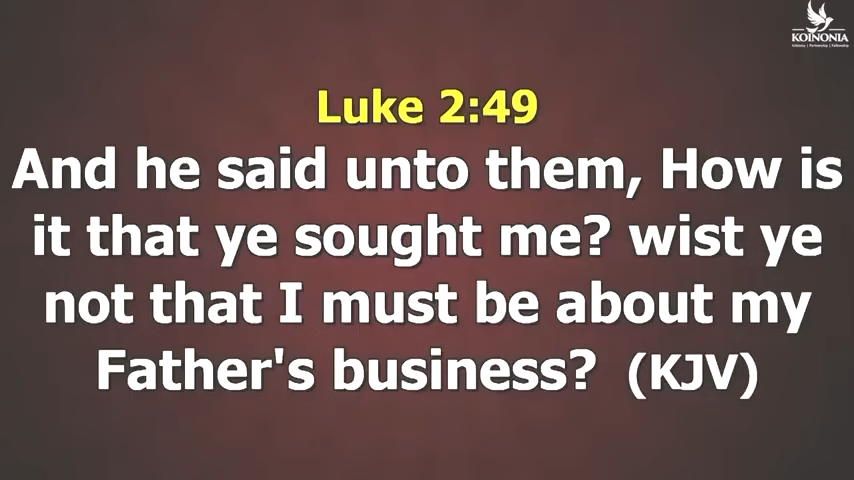 KOINONIA
Luke 2:49
And he said unto them, How is
it that ye sought me? wist ye
not that I must be about my
Father's business? (KJV)